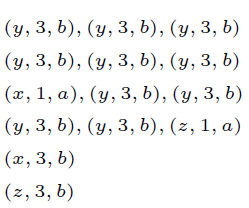 (y, 3, b), (y, 3, b), (y, 3, b)
(y, 3, b), (y, 3, b), (y, 3, b)
(x, 1, a), (y, 3, b), (y, 3, b)
(y, 3, b), (y, 3, b), (z, 1, a)
(x, 3, b)
(z, 3, b)